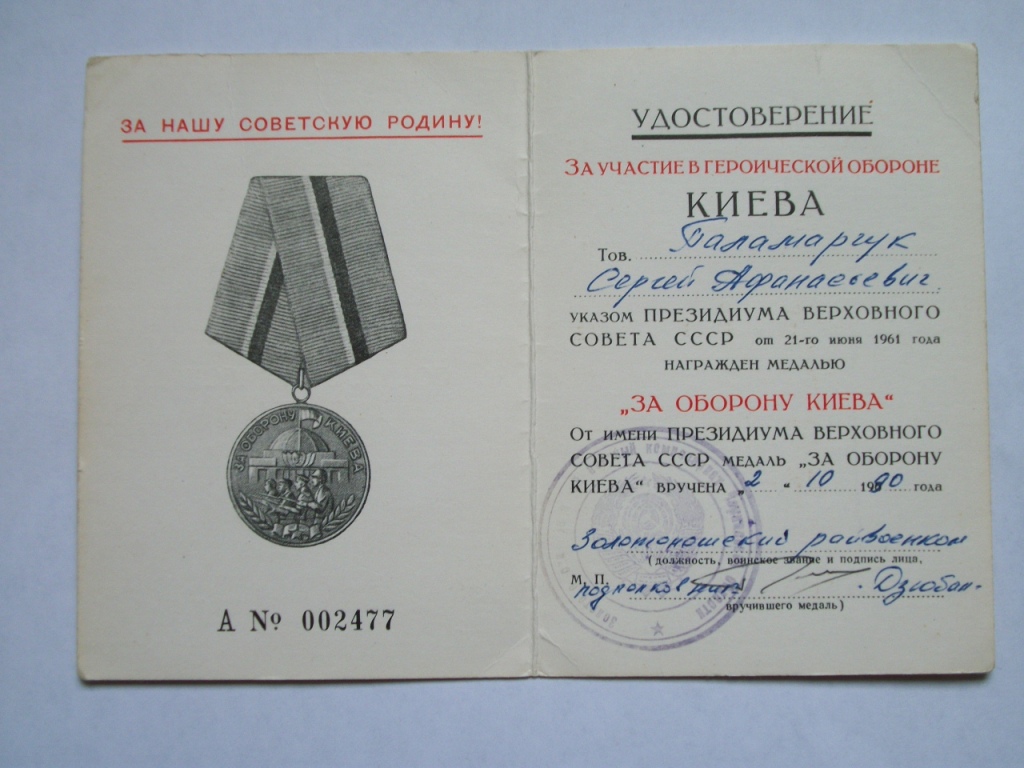 ЗА НАШУ СОВЕТСКУЮ РОДИНУ!
ЗА ОБОРОНУ КИЕВА
А № 002477
УДОСТОВЕРЕНИЕ
ЗА УЧАСТИЕ В ГЕРОИЧЕСКОЙ ОБОРОНЕ
КИЕВА
Тов. Паламарчук
Сергей Афанасьевич
УКАЗОМ ПРЕЗИДИУМА ВЕРХОВНОГО
СОВЕТА СССР от 21-го июня 1961 года
НАГРАЖДЕН МЕДАЛЬЮ
„ЗА ОБОРОНУ КИЕВА“
От имени ПРЕЗИДИУМА ВЕРХОВНОГО
СОВЕТА СССР МЕДАЛЬ „ЗА ОБОРОНУ
КИЕВА“ ВРУЧЕНА „2“ 10 1980 года
Золотоношский райвоенком
(должность, воинское звание и подпись лица,
М. П. подполковник Дзюбан
вручившего медаль)